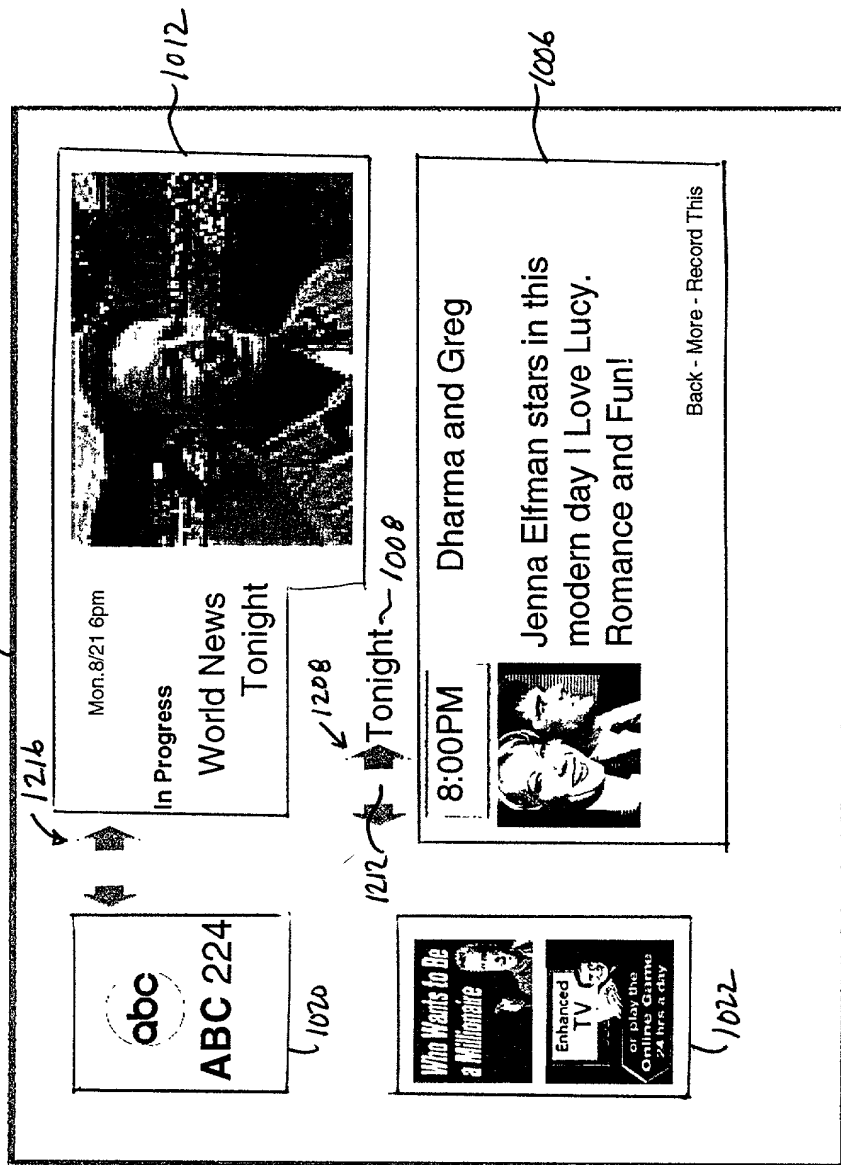 1216
abc
ABC 224
1020
Mon.8/21 6pm
In Progress
World News
Tonight
1012
1212
1208
Tonight
1008
Who Wants to Be
a Millionaire
Enhanced
TV
or play the
Online Game
24 hrs a day
1022
8:00PM
Dharma and Greg
Jenna Elfman stars in this
modern day I Love Lucy.
Romance and Fun!
Back - More - Record This
1006